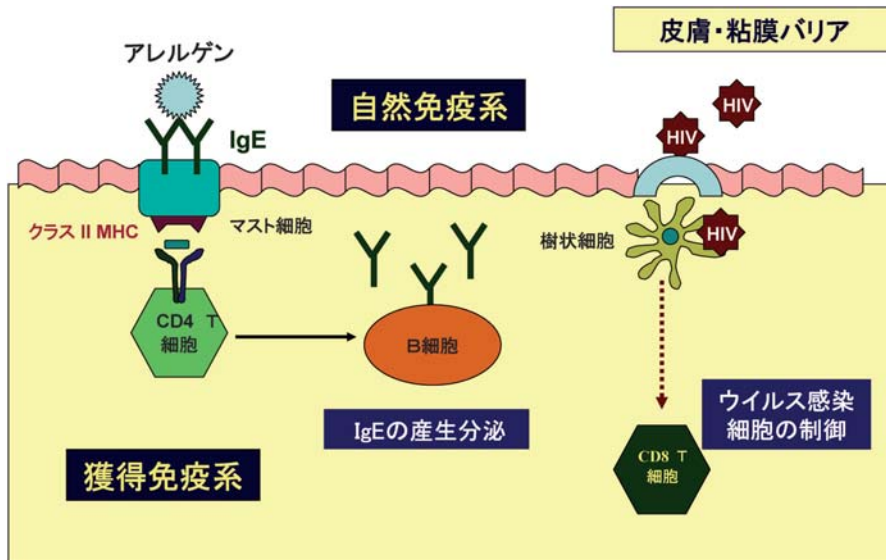 皮膚・粘膜バリア
アレルゲン
自然免疫系
HIV
HIV
IgE
クラス II MHC
マスト細胞
樹状細胞
HIV
CD4 T
細胞
B細胞
IgEの産生分泌
ウイルス感染
細胞の制御
獲得免疫系
CD8 T
細胞